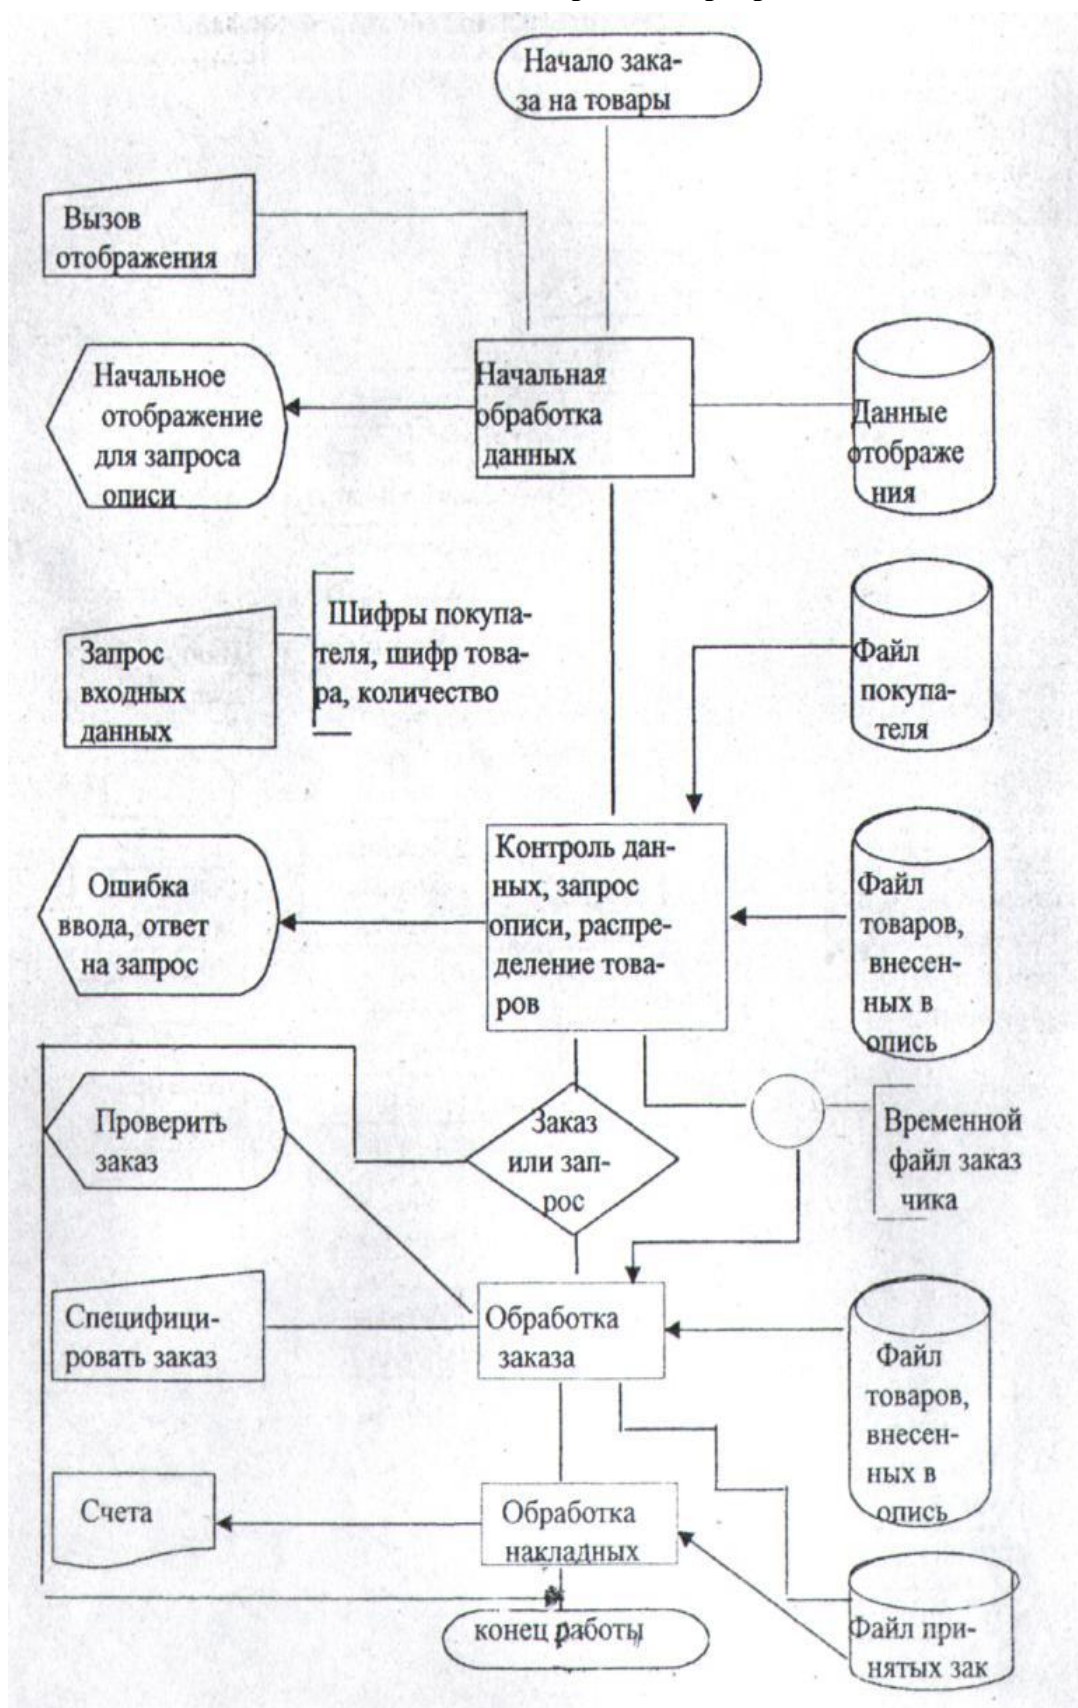 Начало зака-
за на товары
Вызов
отображения
Начальное
отображение
для запроса
описи
Начальная
обработка
данных
Данные
отображе
ния
Запрос
входных
данных
Шифры покупа-
теля, шифр това-
ра, количество
Файл
покупа-
теля
Ошибка
ввода, ответ
на запрос
Контроль дан-
ных, запрос
описи, распре-
деление това-
ров
Файл
товаров,
внесен-
ных в
опись
Проверить
заказ
Заказ
или зап-
рос
Временной
файл заказ
чика
Специфици-
ровать заказ
Обработка
заказа
Файл
товаров,
внесен-
ных в
опись
Счета
Обработка
накладных
Файл при-
нятых зак
конец работы